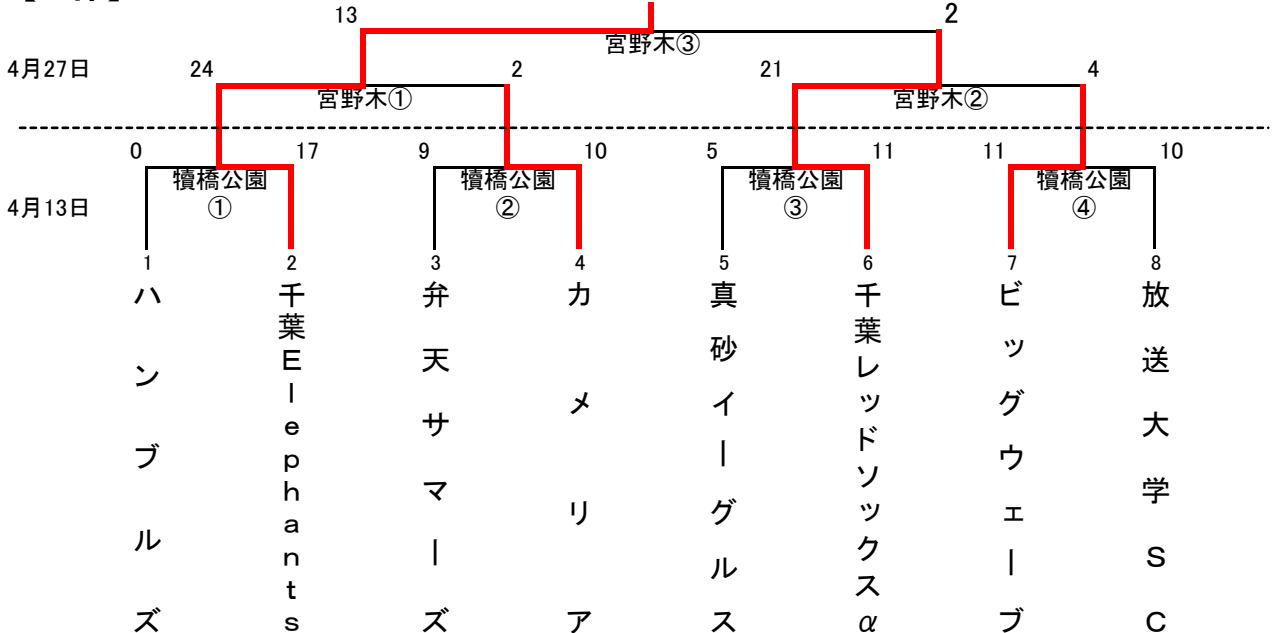 13
2
宮野木③
4月27日
24
2
21
4
宮野木①
宮野木②
0
17
9
10
5
11
11
10
犢橋公園
①
犢橋公園
②
犢橋公園
③
犢橋公園
④
4月13日
1
2
3
4
5
6
7
8
ハンブルズ
千葉Elephants
弁天サマーズ
カメリア
真砂イーグルス
千葉レッドソックスα
ビッグウェーブ
放送大学SC